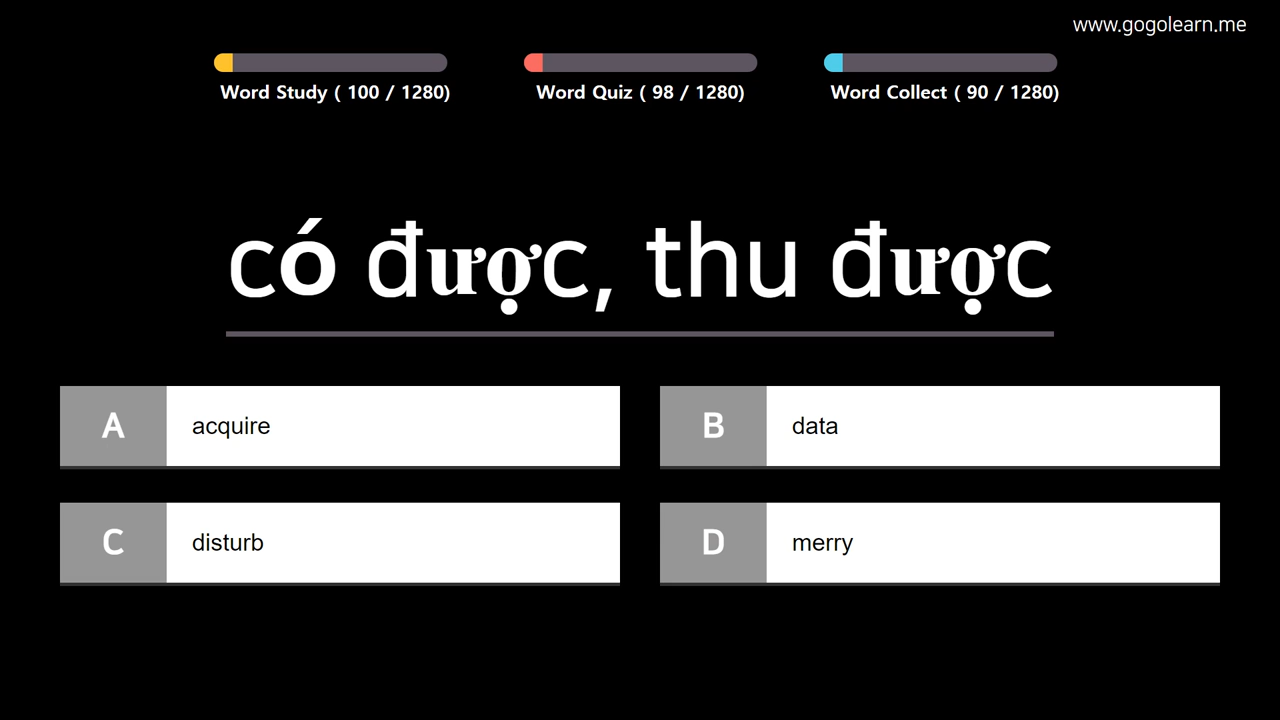 www.gogolearn.me
Word Study ( 100 / 1280)
Word Quiz ( 98 / 1280)
Word Collect ( 90 / 1280)
có được, thu được
A acquire
B data
C disturb
D merry